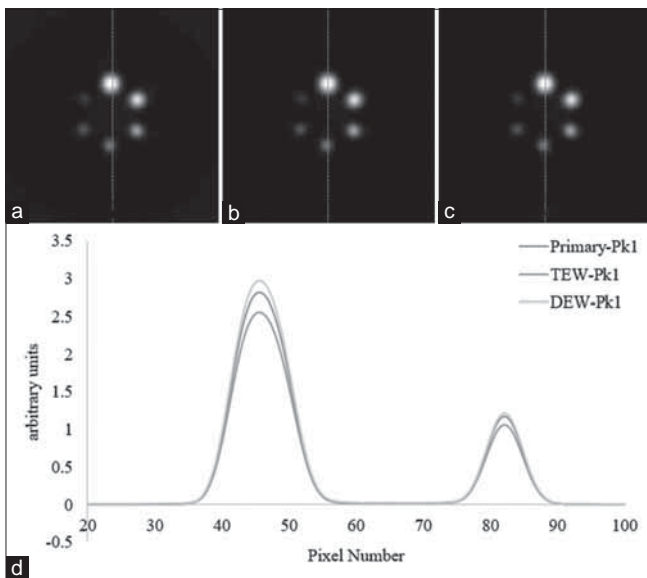 a
b
c
3.5
3
2.5
2
1.5
1
0.5
0
-0.5
arbitrary units
Primary-Pk1
TEW-Pk1
DEW-Pk1
20 30 40 50 60 70 80 90 100
Pixel Number
d